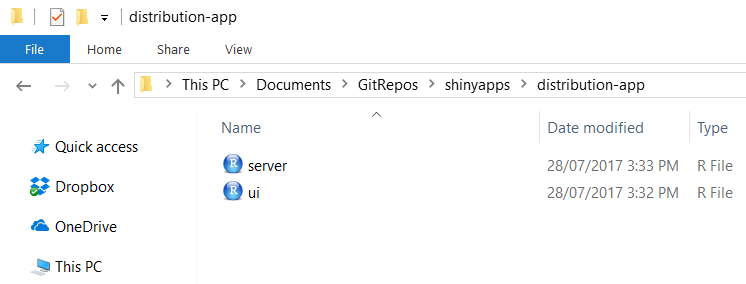 distribution-app
File Home Share View
This PC Documents GitRepos shinyapps distribution-app
Name Date modified Type
Quick access
server 28/07/2017 3:33 PM R File
Dropbox
ui 28/07/2017 3:32 PM R File
OneDrive
This PC